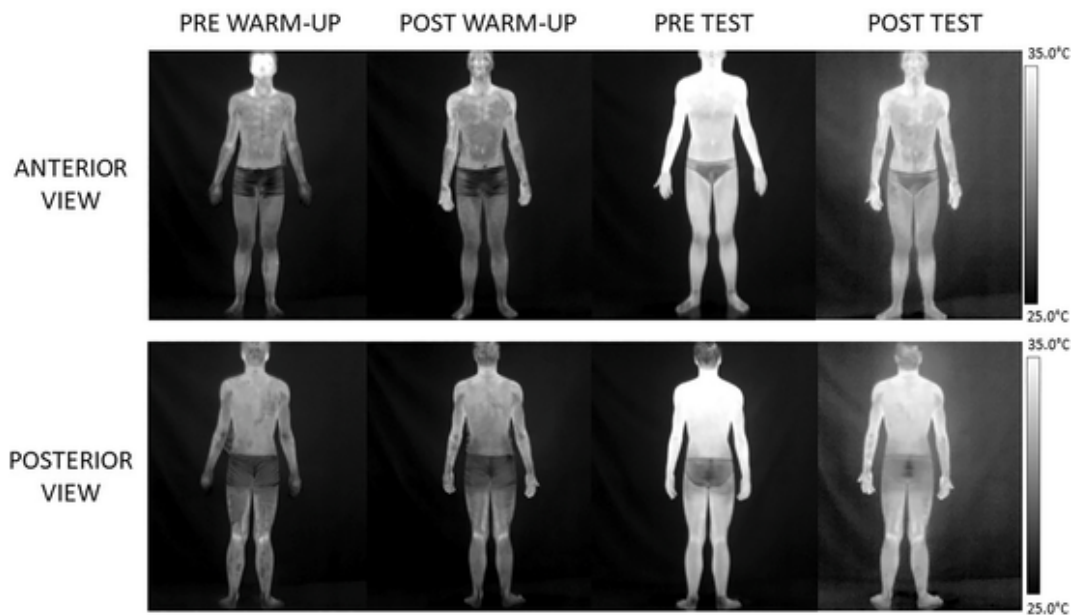 PRE WARM-UP POST WARM-UP PRE TEST POST TEST
35.0°C
ANTERIOR
VIEW
25.0°C
35.0°C
POSTERIOR
VIEW
25.0°C